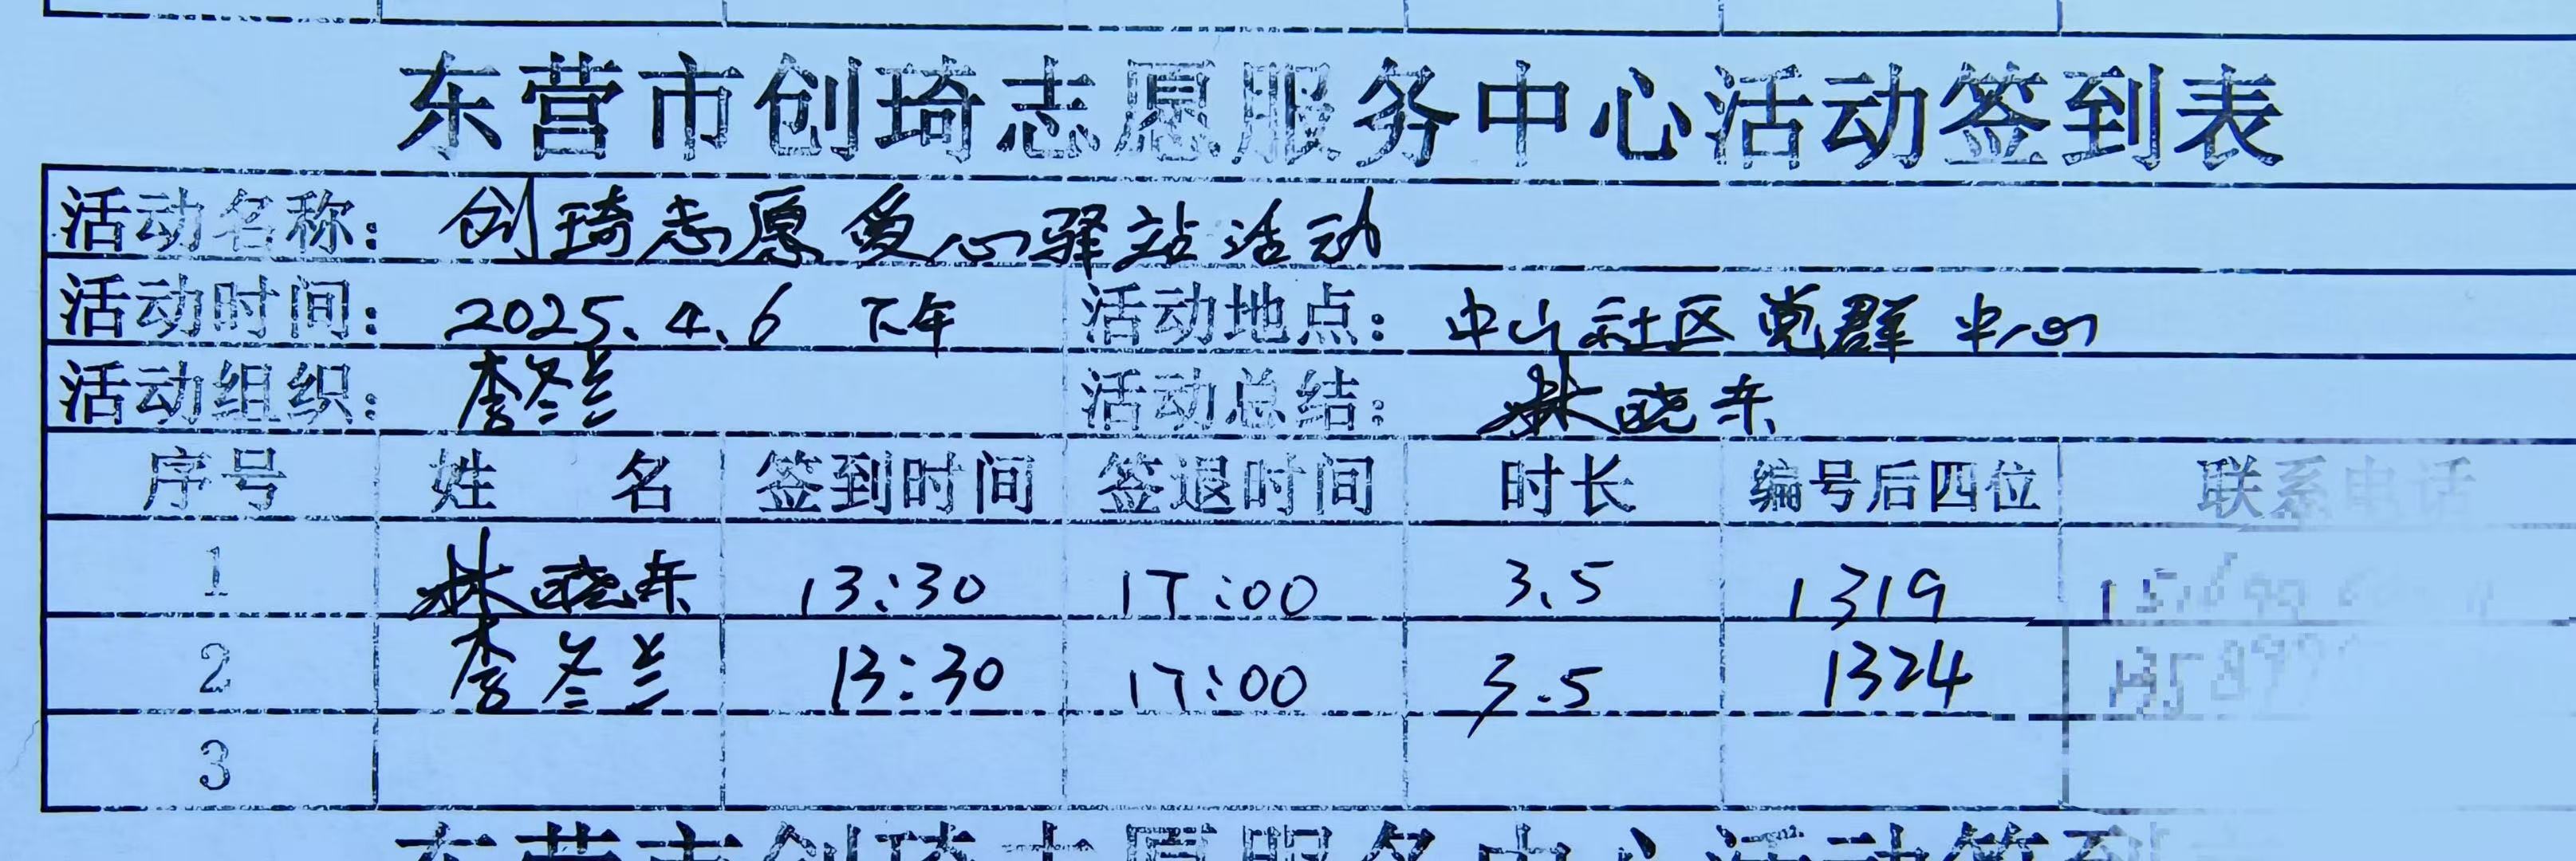 东营市创琦志愿服务中心活动签到表
活动名称: 创琦志愿爱心驿站活动
活动时间: 2025.4.6 下午 活动地点: 中山社区党群中心
活动组织: 李冬兰 活动总结: 林晓东
序号 姓名 签到时间 签退时间 时长 编号后四位 联系电话
1 林晓东 13:30 17:00 3.5 1319
2 李冬兰 13:30 17:00 3.5 1324
3
东营市创琦志愿服务中心活动签到